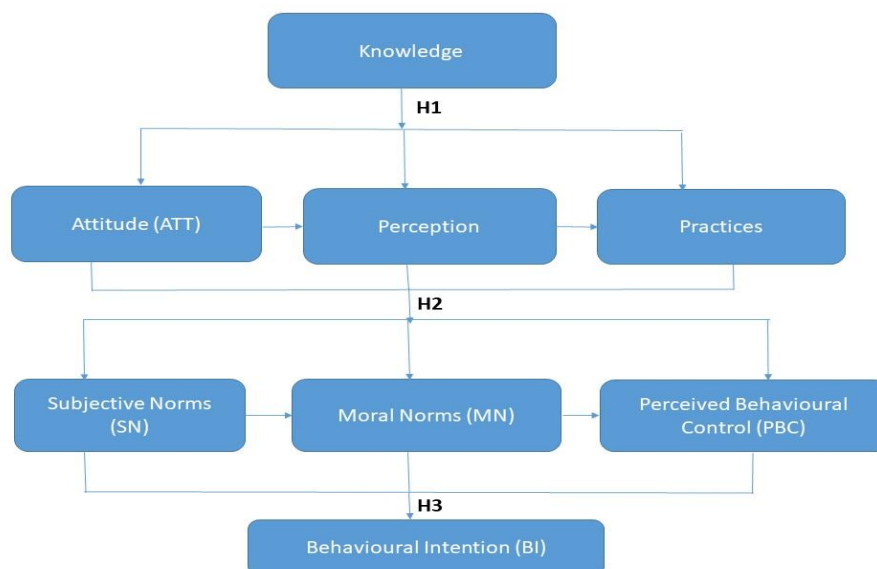 Knowledge
H1
Attitude (ATT)
Perception
Practices
H2
Subjective Norms
(SN)
Moral Norms (MN)
Perceived Behavioural
Control (PBC)
H3
Behavioural Intention (BI)